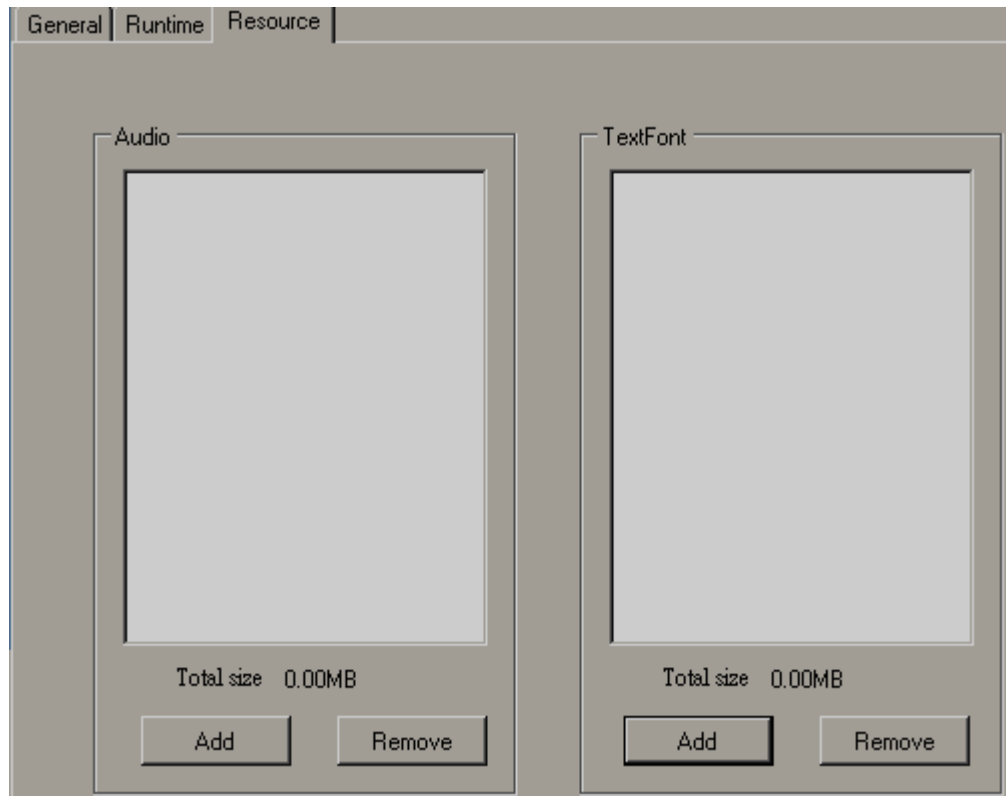 General Runtime Resource
Audio
TextFont
Total size 0.00MB
Total size 0.00MB
Add Remove
Add Remove